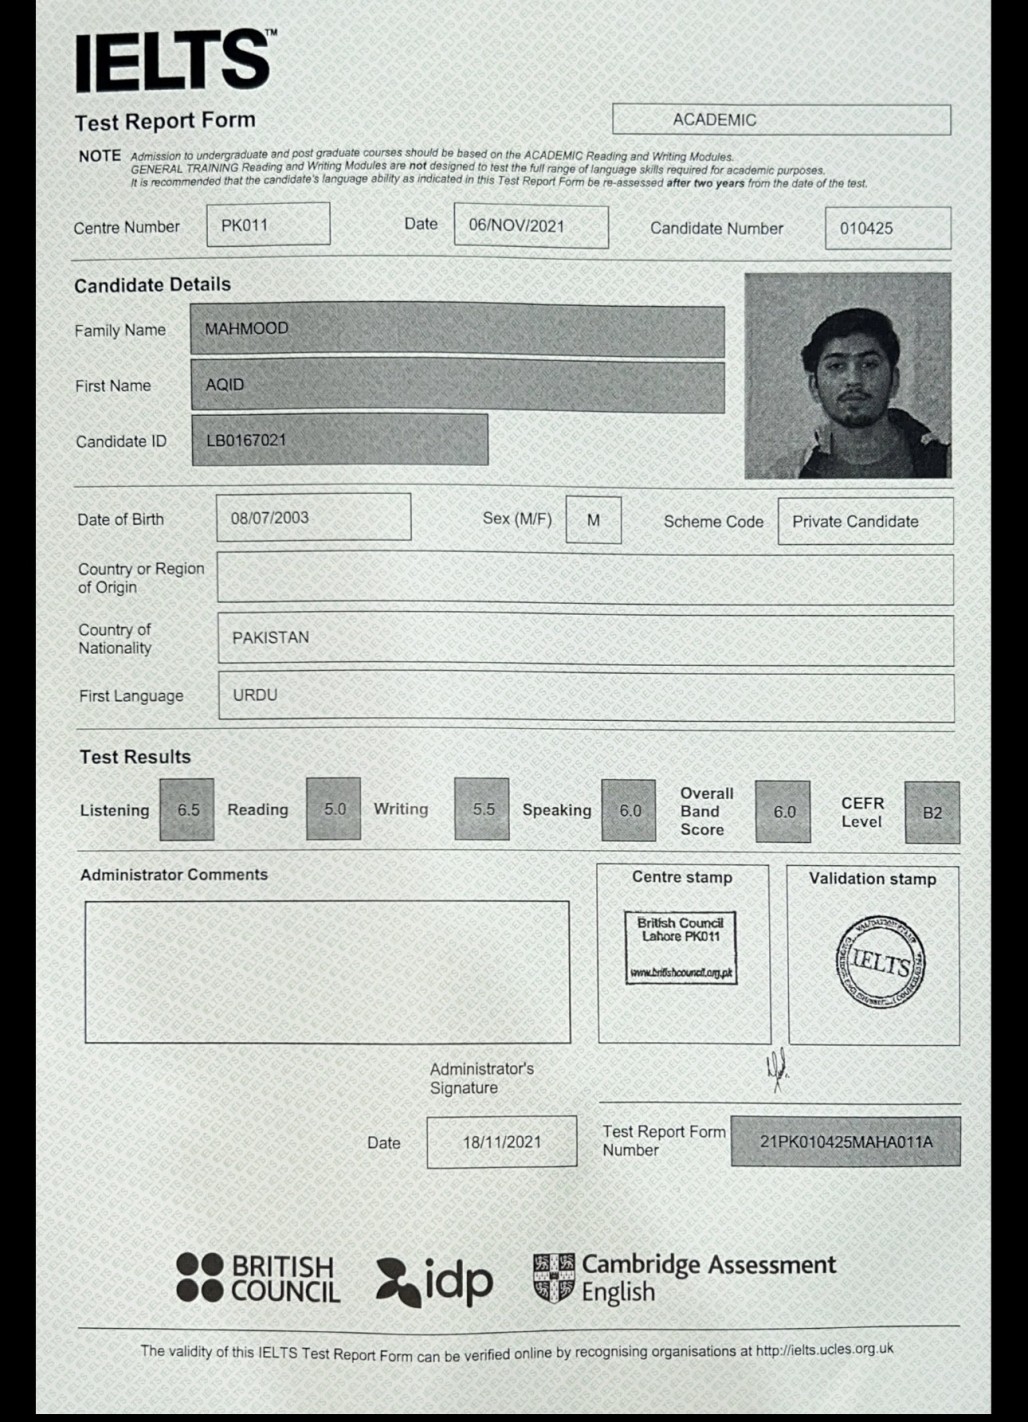 IELTS™
Test Report Form
ACADEMIC
NOTE Admission to undergraduate and post graduate courses should be based on the ACADEMIC Reading and Writing Modules.
GENERAL TRAINING Reading and Writing Modules are not designed to test the full range of language skills required for academic purposes.
It is recommended that the candidate's language ability as indicated in this Test Report Form be re-assessed after two years from the date of the test.
Centre Number PK011 Date 06/NOV/2021 Candidate Number 010425
Candidate Details
Family Name MAHMOOD
First Name AQID
Candidate ID LB0167021
Date of Birth 08/07/2003 Sex (M/F) M Scheme Code Private Candidate
Country or Region
of Origin
Country of
Nationality
PAKISTAN
First Language URDU
Test Results
Listening 6.5 Reading 5.0 Writing 5.5 Speaking 6.0 Overall
Band
Score
6.0 CEFR
Level
B2
Administrator Comments
Centre stamp
British Council
Lahore PK011
www.britishcouncil.org.pk
Validation stamp
IELTS
Administrator's
Signature
Date 18/11/2021
Test Report Form
Number
21PK010425MAHA011A
BRITISH
COUNCIL
idp
Cambridge Assessment
English
The validity of this IELTS Test Report Form can be verified online by recognising organisations at http://ielts.ucles.org.uk